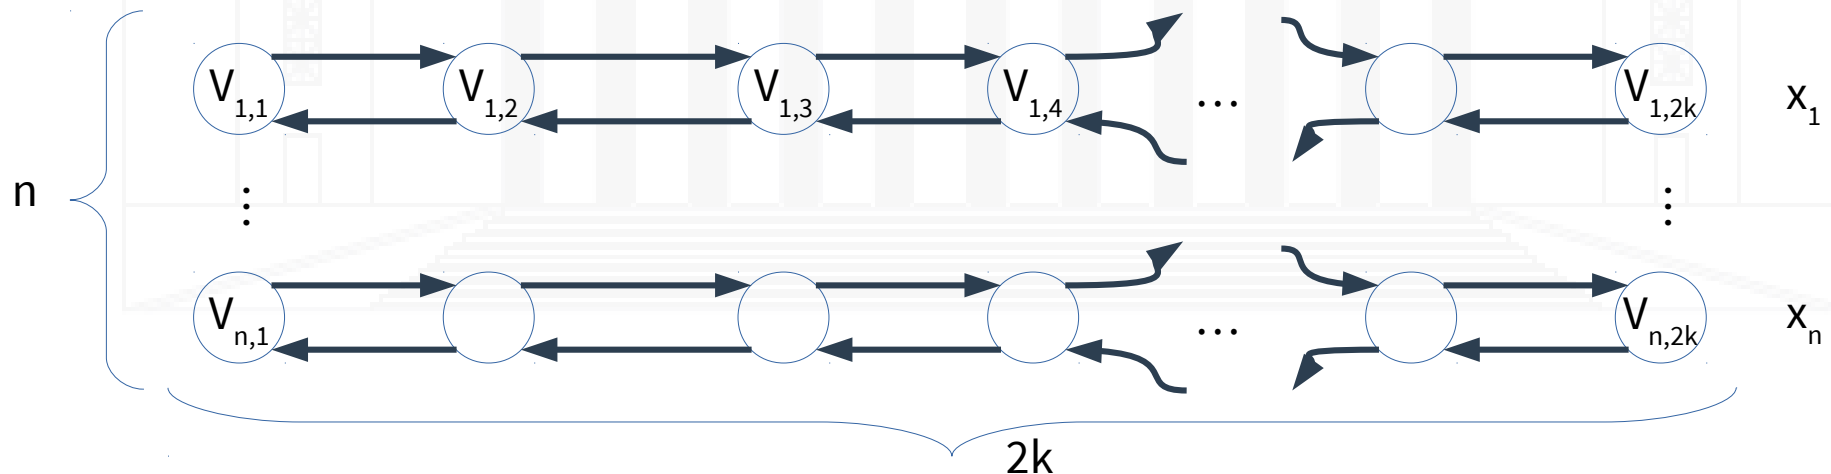 V1,1 V1,2 V1,3 V1,4 ... V1,2k x1
n
⋮ ⋮
Vn,1 ... Vn,2k xn
2k